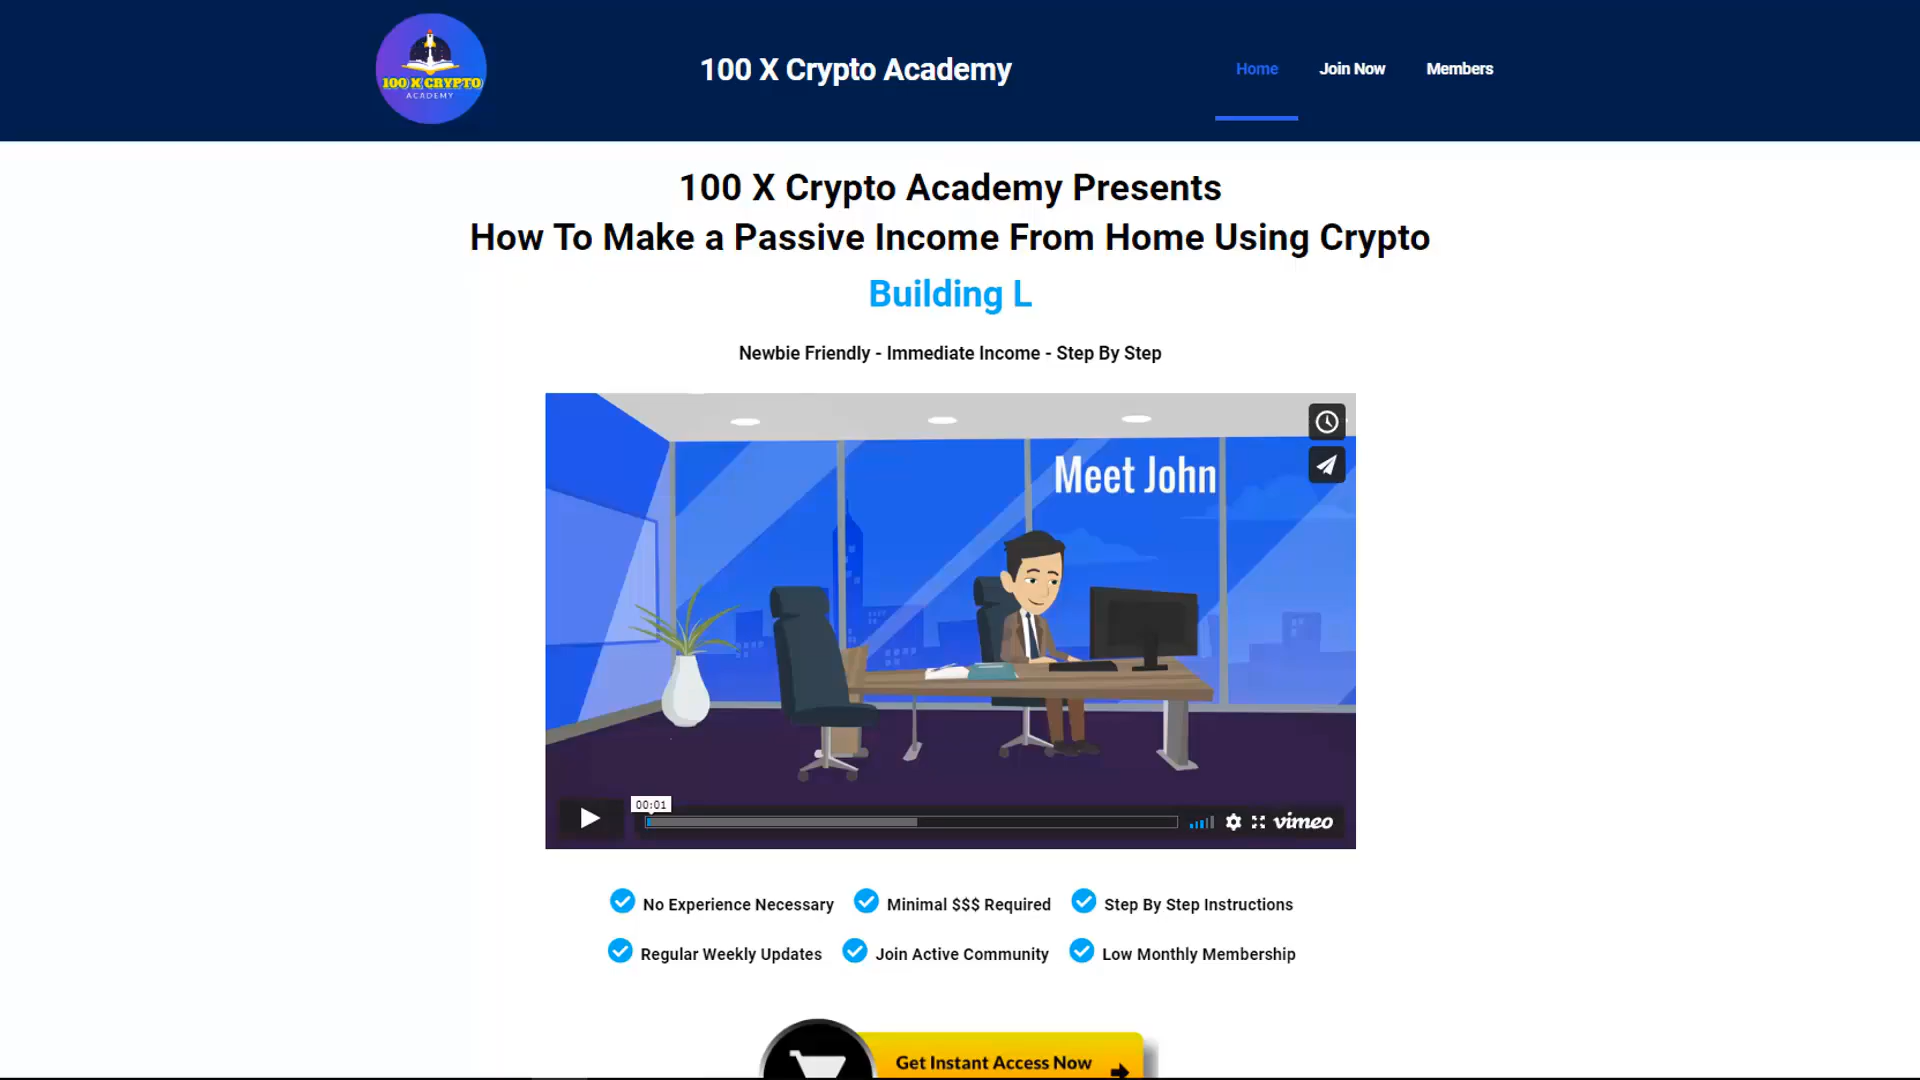 100 X CRYPTO
ACADEMY
100 X Crypto Academy
Home
Join Now
Members
100 X Crypto Academy Presents
How To Make a Passive Income From Home Using Crypto
Building L
Newbie Friendly - Immediate Income - Step By Step
Meet John
00:01
vimeo
No Experience Necessary
Minimal $$$ Required
Step By Step Instructions
Regular Weekly Updates
Join Active Community
Low Monthly Membership
Get Instant Access Now